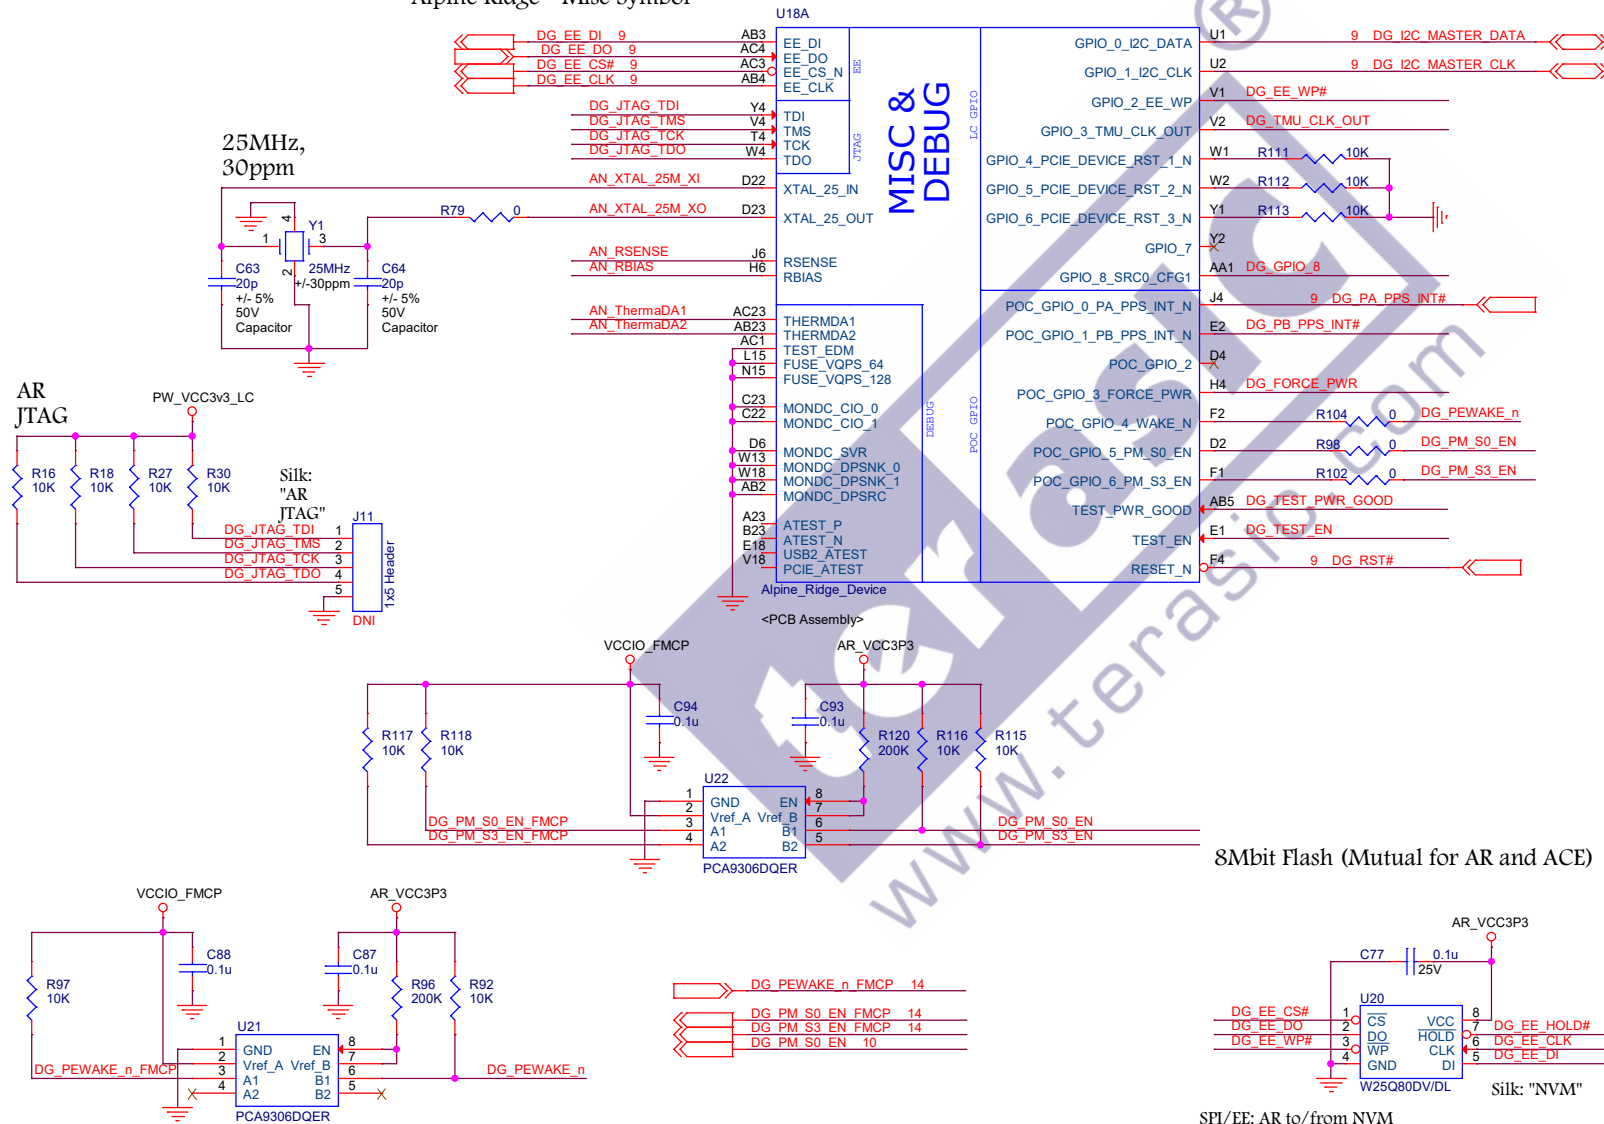 Alpine Ridge - Misc Symbol
U18A
DG_EE_DI 9 AB3 EE_DI
DG_EE_DO 9 AC4 EE_DO
DG_EE_CS# 9 AC3 EE_CS_N
DG_EE_CLK 9 AB4 EE_CLK
EE
DG_JTAG_TDI Y4 TDI
DG_JTAG_TMS V4 TMS
DG_JTAG_TCK T4 TCK
DG_JTAG_TDO W4 TDO
JTAG
AN_XTAL_25M_XI D22 XTAL_25_IN
R79 0 AN_XTAL_25M_XO D23 XTAL_25_OUT
AN_RSENSE J6 RSENSE
AN_RBIAS H6 RBIAS
AN_ThermaDA1 AC23 THERMDA1
AN_ThermaDA2 AB23 THERMDA2
AC1 TEST_EDM
L15 FUSE_VQPS_64
N15 FUSE_VQPS_128
C23 MONDC_CIO_0
C22 MONDC_CIO_1
D6 MONDC_SVR
W13 MONDC_DPSNK_0
W18 MONDC_DPSNK_1
AB2 MONDC_DPSRC
A23 ATEST_P
B23 ATEST_N
E18 USB2_ATEST
V18 PCIE_ATEST
DEBUG
MISC &
DEBUG
LC GPIO
POC GPIO
GPIO_0_I2C_DATA U1 9 DG_I2C_MASTER_DATA
GPIO_1_I2C_CLK U2 9 DG_I2C_MASTER_CLK
GPIO_2_EE_WP V1 DG_EE_WP#
GPIO_3_TMU_CLK_OUT V2 DG_TMU_CLK_OUT
GPIO_4_PCIE_DEVICE_RST_1_N W1 R111 10K
GPIO_5_PCIE_DEVICE_RST_2_N W2 R112 10K
GPIO_6_PCIE_DEVICE_RST_3_N Y1 R113 10K
GPIO_7 Y2
GPIO_8_SRC0_CFG1 AA1 DG_GPIO_8
POC_GPIO_0_PA_PPS_INT_N J4 9 DG_PA_PPS_INT#
POC_GPIO_1_PB_PPS_INT_N E2 DG_PB_PPS_INT#
POC_GPIO_2 D4
POC_GPIO_3_FORCE_PWR H4 DG_FORCE_PWR
POC_GPIO_4_WAKE_N F2 R104 0 DG_PEWAKE_n
POC_GPIO_5_PM_S0_EN D2 R98 0 DG_PM_S0_EN
POC_GPIO_6_PM_S3_EN F1 R102 0 DG_PM_S3_EN
TEST_PWR_GOOD AB5 DG_TEST_PWR_GOOD
TEST_EN E1 DG_TEST_EN
RESET_N F4 9 DG_RST#
Alpine_Ridge_Device
<PCB Assembly>
25MHz,
30ppm
4
Y1
1 3
2
25MHz
+/-30ppm
C63
20p
+/- 5%
50V
Capacitor
C64
20p
+/- 5%
50V
Capacitor
AR
JTAG
PW_VCC3v3_LC
R16
10K
R18
10K
R27
10K
R30
10K
Silk:
"AR
JTAG"
J11
DG_JTAG_TDI 1
DG_JTAG_TMS 2
DG_JTAG_TCK 3
DG_JTAG_TDO 4
5
1x5 Header
DNI
VCCIO_FMCP
AR_VCC3P3
C94
0.1u
C93
0.1u
R117
10K
R118
10K
R120
200K
R116
10K
R115
10K
U22
1 GND EN 8
2 Vref_A Vref_B 7
DG_PM_S0_EN_FMCP 3 A1 B1 6 DG_PM_S0_EN
DG_PM_S3_EN_FMCP 4 A2 B2 5 DG_PM_S3_EN
PCA9306DQER
VCCIO_FMCP
AR_VCC3P3
C88
0.1u
C87
0.1u
R97
10K
R96
200K
R92
10K
U21
1 GND EN 8
2 Vref_A Vref_B 7
DG_PEWAKE_n_FMCP 3 A1 B1 6 DG_PEWAKE_n
4 A2 B2 5
PCA9306DQER
DG_PEWAKE_n_FMCP 14
DG_PM_S0_EN_FMCP 14
DG_PM_S3_EN_FMCP 14
DG_PM_S0_EN 10
8Mbit Flash (Mutual for AR and ACE)
AR_VCC3P3
C77 0.1u
25V
U20
DG_EE_CS# 1 CS VCC 8
DG_EE_DO 2 DO HOLD 7 DG_EE_HOLD#
DG_EE_WP# 3 WP CLK 6 DG_EE_CLK
4 GND DI 5 DG_EE_DI
W25Q80DV/DL
Silk: "NVM"
SPI/EE: AR to/from NVM
terasic ®
www.terasic.com